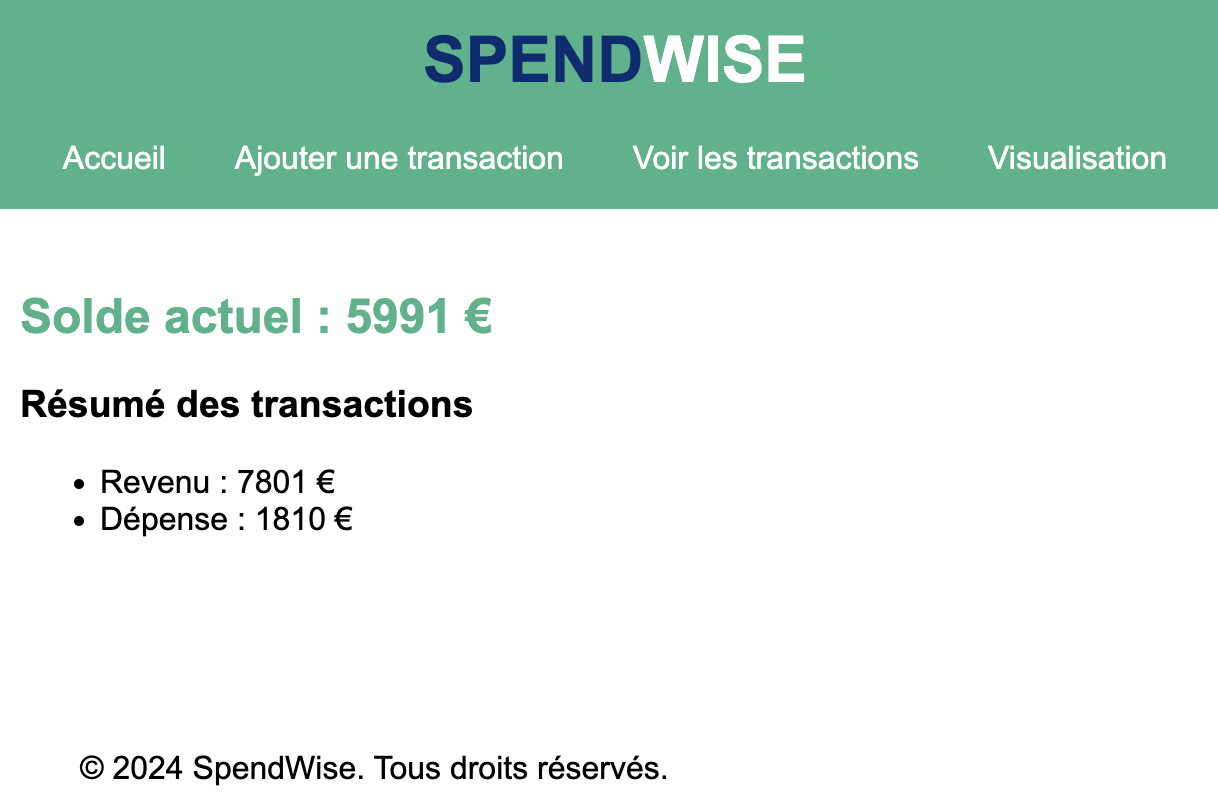 SPENDWISE
Accueil Ajouter une transaction Voir les transactions Visualisation
Solde actuel : 5991 €
Résumé des transactions
• Revenu : 7801 €
• Dépense : 1810 €
© 2024 SpendWise. Tous droits réservés.